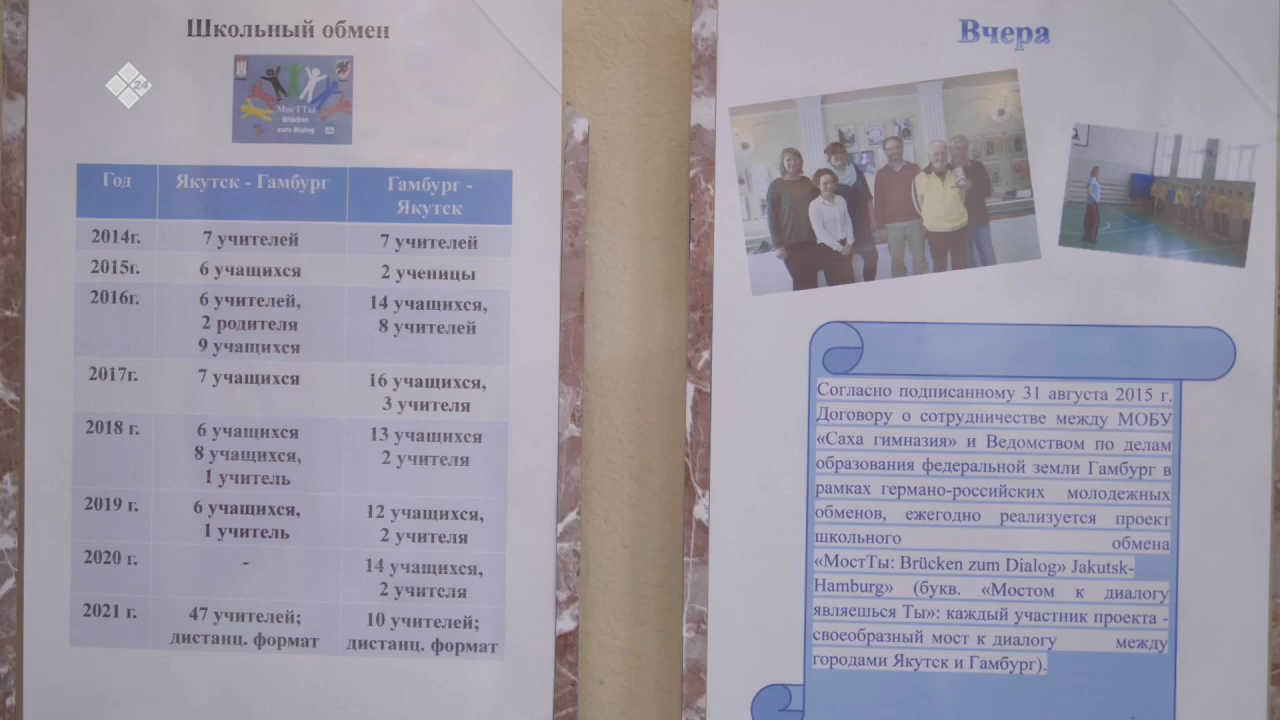 Школьный обмен
24
МосТТы
Brücken
zum Dialog
Год Якутск - Гамбург Гамбург -
Якутск
2014г. 7 учителей 7 учителей
2015г. 6 учащихся 2 ученицы
2016г. 6 учителей, 14 учащихся,
2 родителя 8 учителей
9 учащихся
2017г. 7 учащихся 16 учащихся,
3 учителя
2018 г. 6 учащихся 13 учащихся
8 учащихся, 2 учителя
1 учитель
2019 г. 6 учащихся, 12 учащихся,
1 учитель 2 учителя
2020 г. - 14 учащихся,
2 учителя
2021 г. 47 учителей; 10 учителей;
дистанц. формат дистанц. формат
Вчера
Согласно подписанному 31 августа 2015 г.
Договору о сотрудничестве между МОБУ
«Саха гимназия» и Ведомством по делам
образования федеральной земли Гамбург в
рамках германо-российских молодежных
обменов, ежегодно реализуется проект
школьного обмена
«МостТы: Brücken zum Dialog» Jakutsk-
Hamburg» (букв. «Мостом к диалогу
являешься Ты»: каждый участник проекта -
своеобразный мост к диалогу между
городами Якутск и Гамбург).